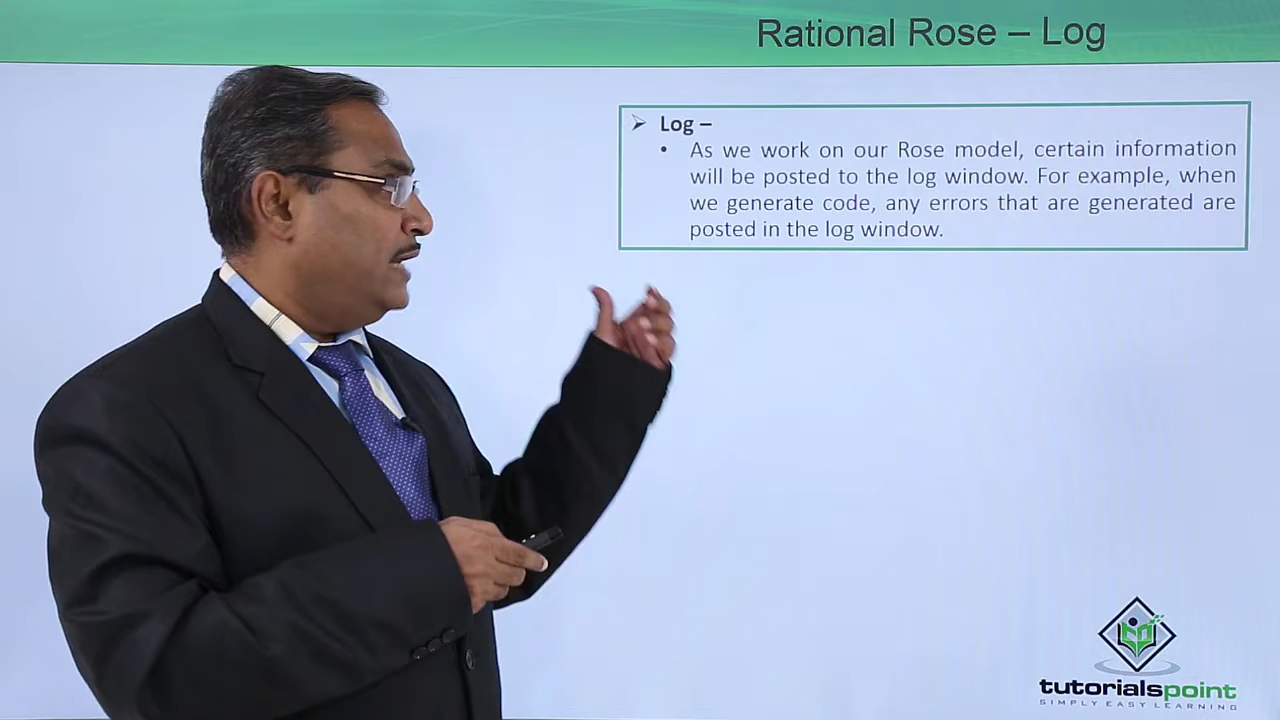 Rational Rose – Log
➢ Log –
• As we work on our Rose model, certain information
will be posted to the log window. For example, when
we generate code, any errors that are generated are
posted in the log window.
tutorialspoint
SIMPLY EASY LEARNING